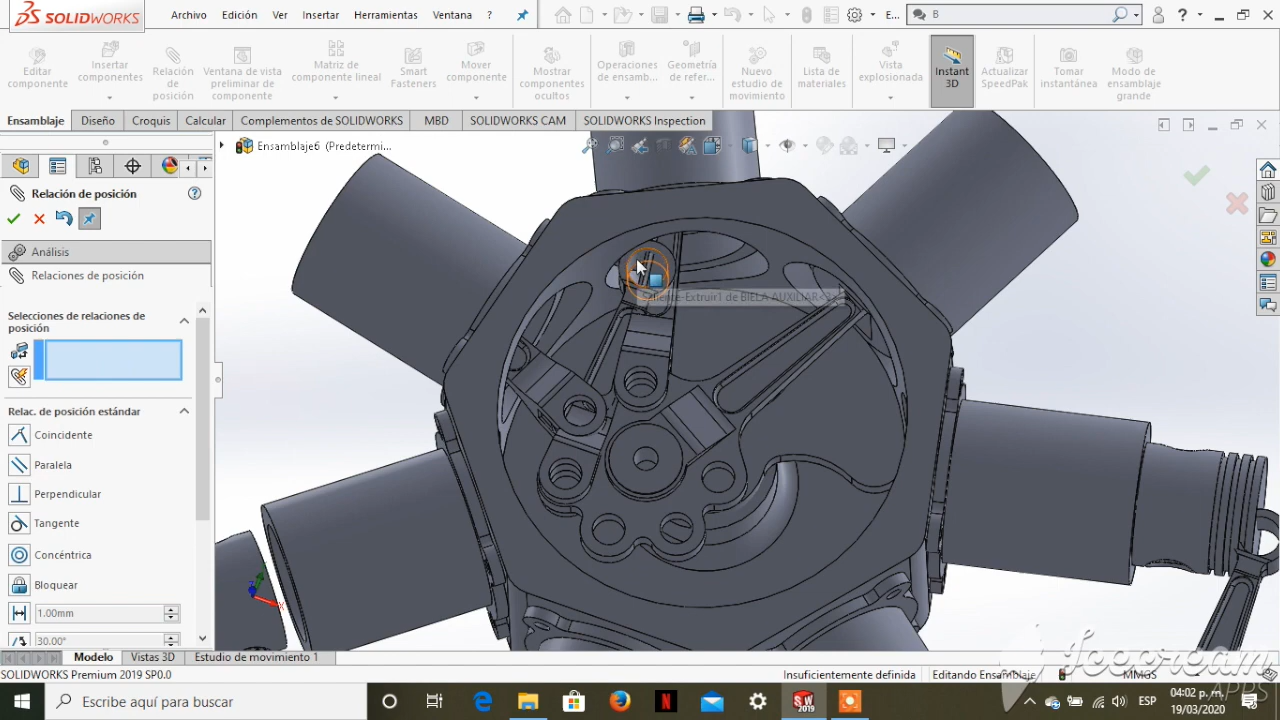 SOLIDWORKS
Archivo Edición Ver Insertar Herramientas Ventana ? E... B ?
Editar componente
Insertar componentes
Relación de posición
Ventana de vista preliminar de componente
Matriz de componente lineal
Smart Fasteners
Mover componente
Mostrar componentes ocultos
Operaciones de ensamb...
Geometría de refer...
Nuevo estudio de movimiento
Lista de materiales
Vista explosionada
Instant 3D
Actualizar SpeedPak
Tomar instantánea
Modo de ensamblaje grande
Ensamblaje Diseño Croquis Calcular Complementos de SOLIDWORKS MBD SOLIDWORKS CAM SOLIDWORKS Inspection
Ensamblaje6 (Predetermi...
Relación de posición ?
Análisis
Relaciones de posición
Selecciones de relaciones de
posición
Relac. de posición estándar
Coincidente
Paralela
Perpendicular
Tangente
Concéntrica
Bloquear
1.00mm
30.00°
de BIELA AUXILIAR
Modelo Vistas 3D Estudio de movimiento 1
SOLIDWORKS Premium 2019 SP0.0 Insuficientemente definida Editando Ensamblaje MMGS
Icecream
APPS
Escribe aquí para buscar
ESP
04:02 p. m.
19/03/2020